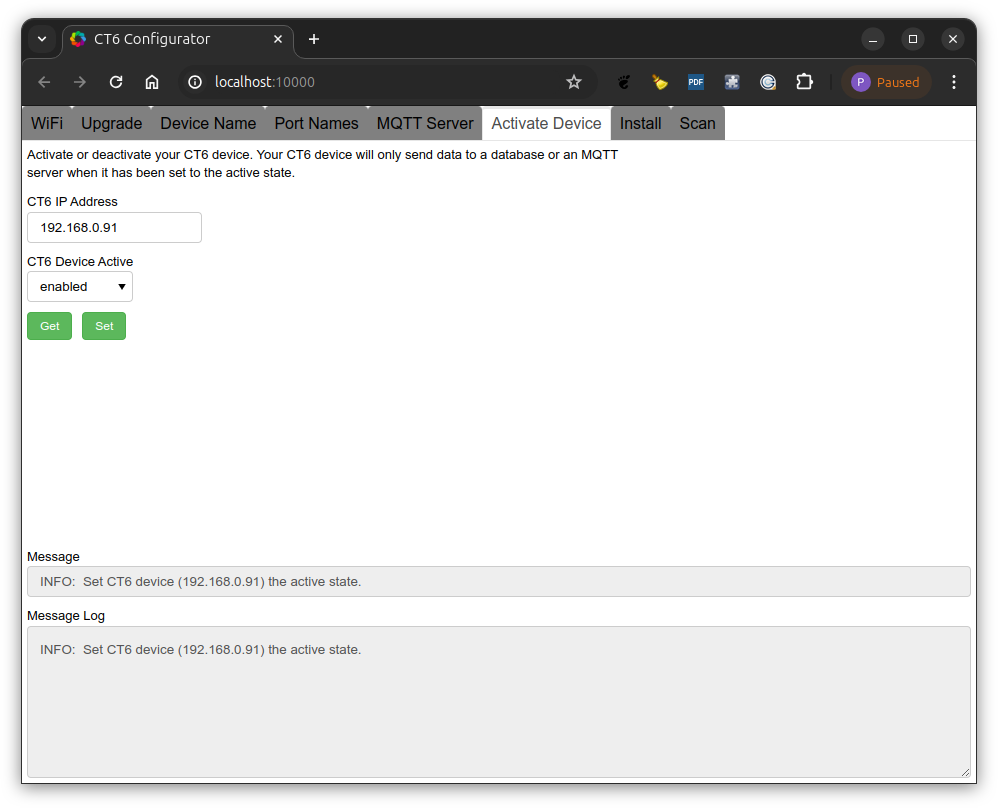 CT6 Configurator
localhost:10000
PDF
P Paused
WiFi Upgrade Device Name Port Names MQTT Server Activate Device Install Scan
Activate or deactivate your CT6 device. Your CT6 device will only send data to a database or an MQTT
server when it has been set to the active state.
CT6 IP Address
192.168.0.91
CT6 Device Active
enabled
Get Set
Message
INFO: Set CT6 device (192.168.0.91) the active state.
Message Log
INFO: Set CT6 device (192.168.0.91) the active state.